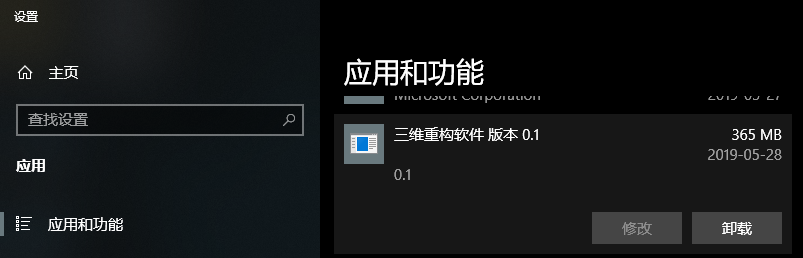 设置
主页
查找设置
应用
应用和功能
应用和功能
Microsoft Corporation 2019-05-27
三维重构软件 版本 0.1 365 MB
2019-05-28
0.1
修改 卸载